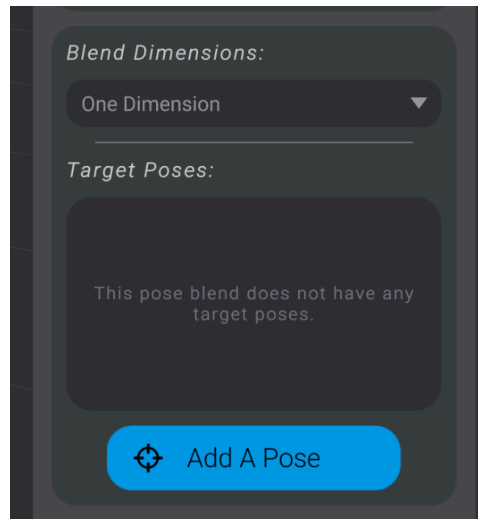 Blend Dimensions:
One Dimension
Target Poses:
This pose blend does not have any
target poses.
Add A Pose